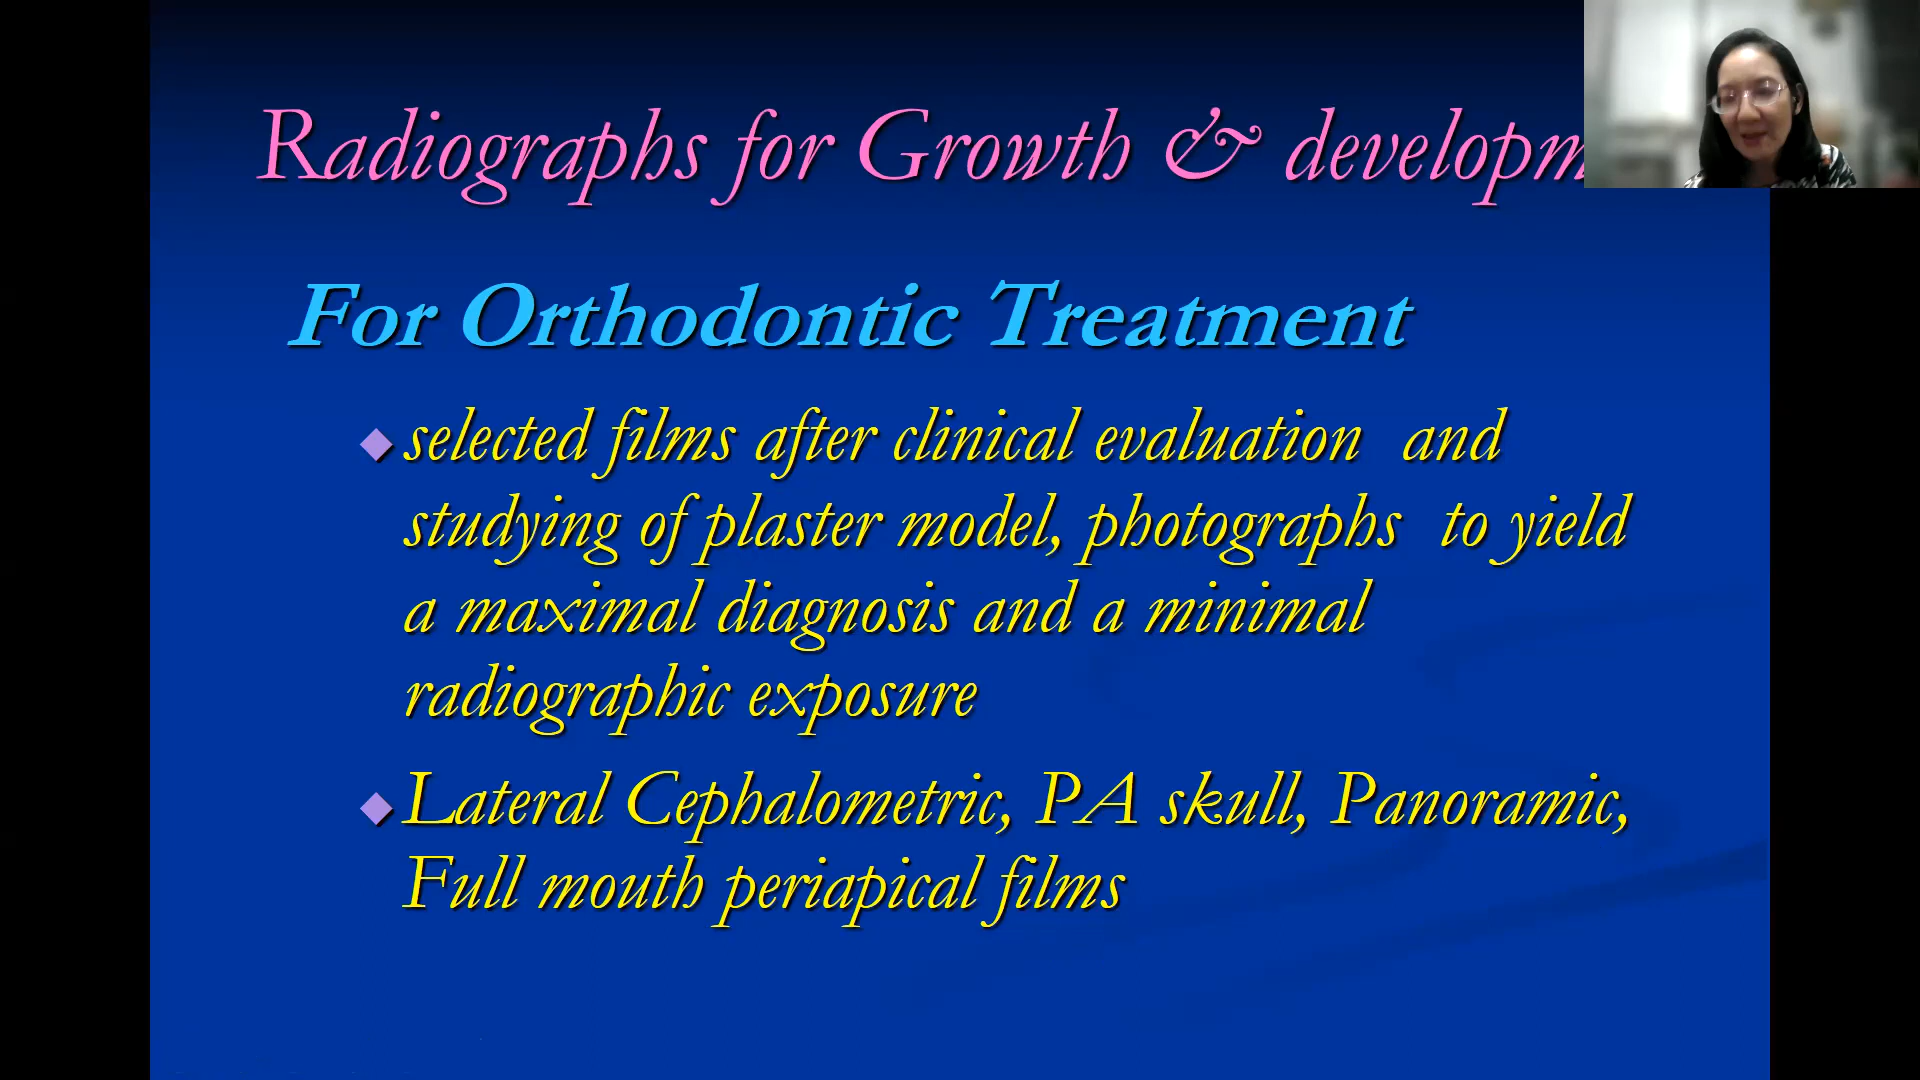 Radiographs for Growth & developm
For Orthodontic Treatment
selected films after clinical evaluation and
studying of plaster model, photographs to yield
a maximal diagnosis and a minimal
radiographic exposure
Lateral Cephalometric, PA skull, Panoramic,
Full mouth periapical films